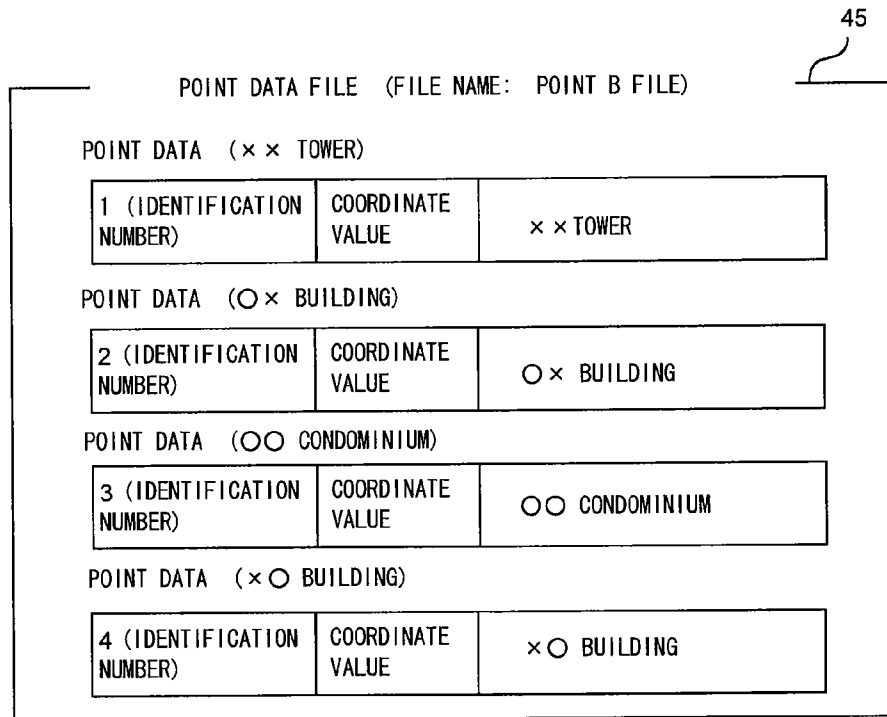 45
POINT DATA FILE (FILE NAME: POINT B FILE)
POINT DATA (×× TOWER)
1 (IDENTIFICATION NUMBER)
COORDINATE VALUE
××TOWER
POINT DATA (○× BUILDING)
2 (IDENTIFICATION NUMBER)
COORDINATE VALUE
○× BUILDING
POINT DATA (○○ CONDOMINIUM)
3 (IDENTIFICATION NUMBER)
COORDINATE VALUE
○○ CONDOMINIUM
POINT DATA (×○ BUILDING)
4 (IDENTIFICATION NUMBER)
COORDINATE VALUE
×○ BUILDING